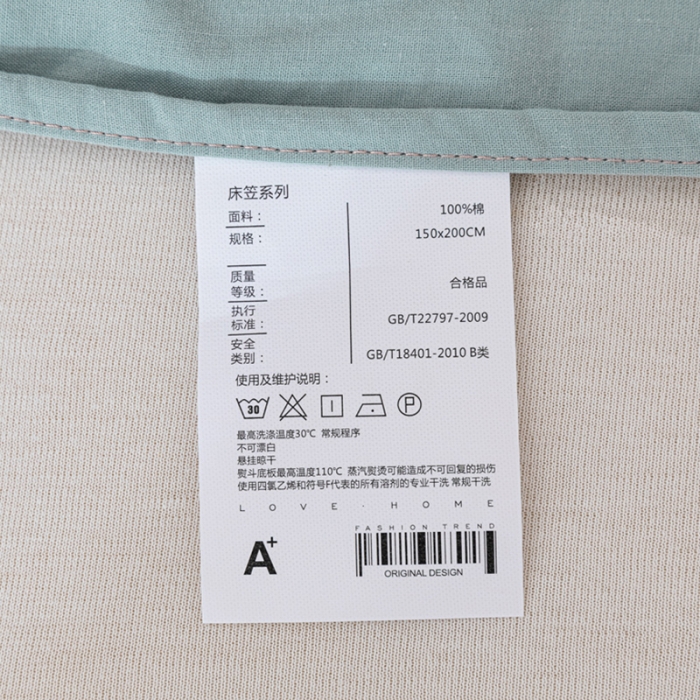 床笠系列
面料： 100%棉
规格： 150x200CM
质量
等级： 合格品
执行
标准： GB/T22797-2009
安全
类别： GB/T18401-2010 B类
使用及维护说明：
30 P
最高洗涤温度30℃ 常规程序
不可漂白
悬挂晾干
熨斗底板最高温度110℃ 蒸汽熨烫可能造成不可回复的损伤
使用四氯乙烯和符号F代表的所有溶剂的专业干洗 常规干洗
LOVE·HOME
FASHION TREND
A+
ORIGINAL DESIGN